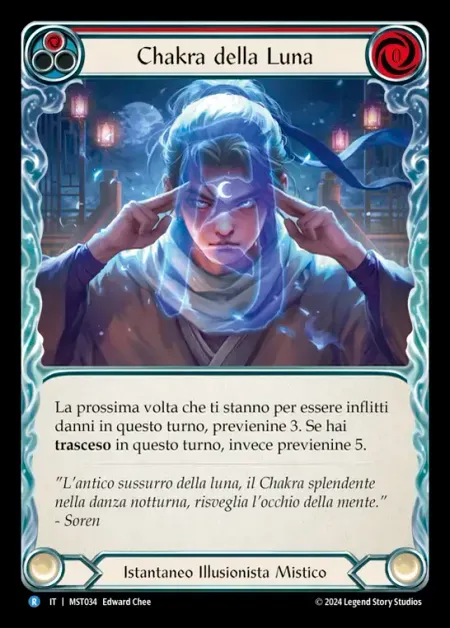 Chakra della Luna
0
La prossima volta che ti stanno per essere inflitti
danni in questo turno, previenine 3. Se hai
trasceso in questo turno, invece previenine 5.
"L'antico sussurro della luna, il Chakra splendente
nella danza notturna, risveglia l'occhio della mente."
- Soren
Istantaneo Illusionista Mistico
R | IT | MST034 Edward Chee
© 2024 Legend Story Studios